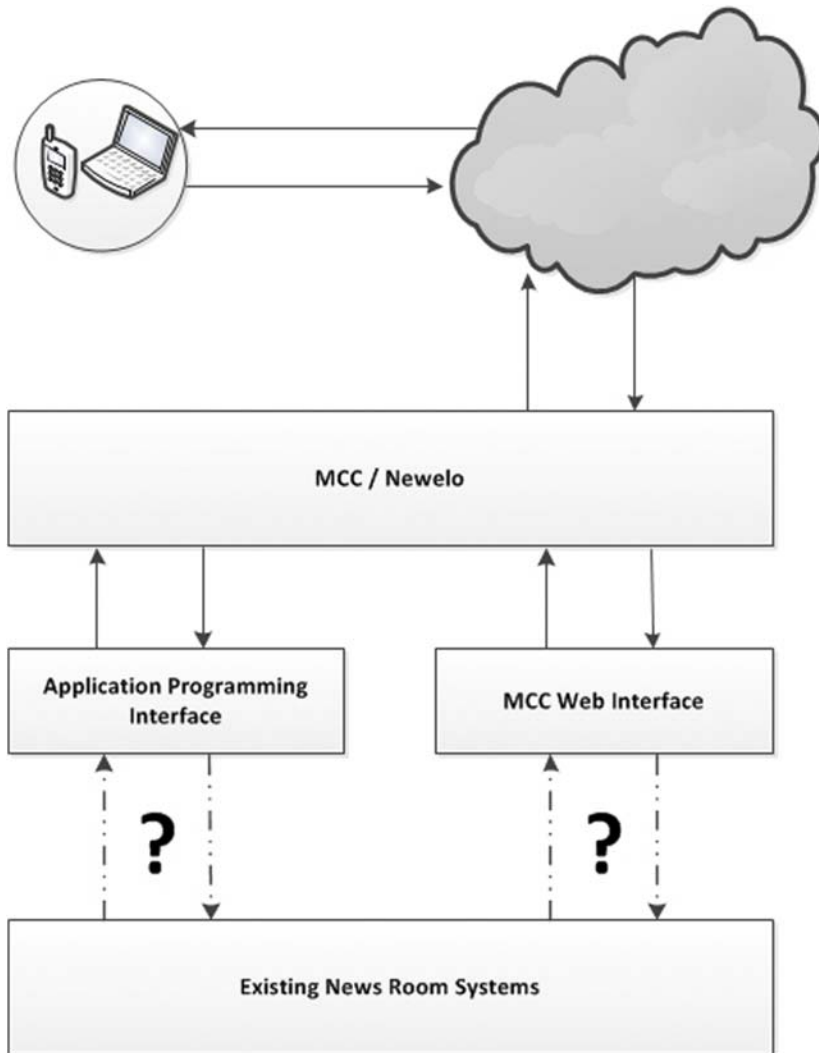 MCC / Newelo
Application Programming
Interface
MCC Web Interface
?
?
Existing News Room Systems